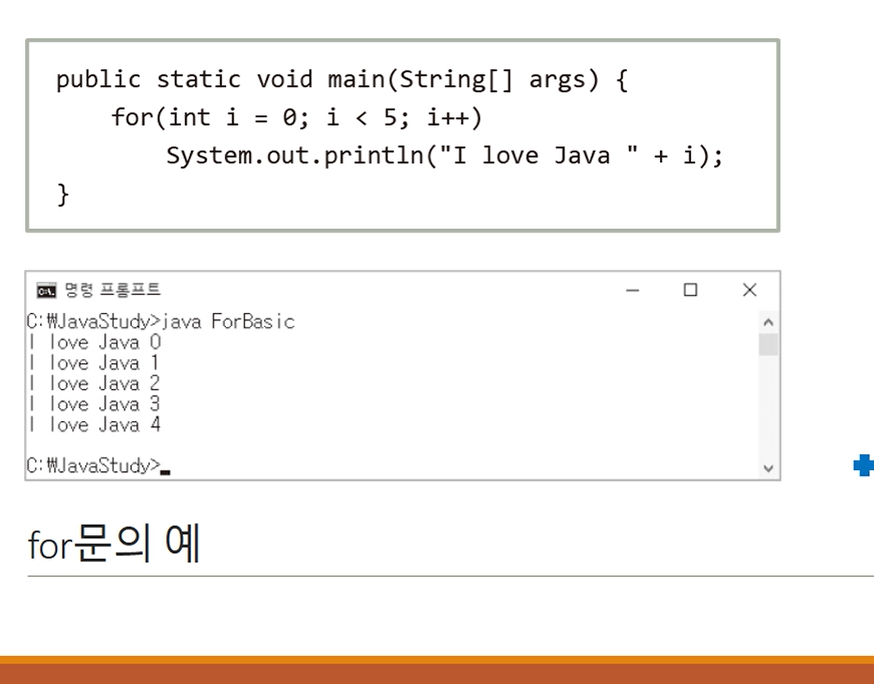 public static void main(String[] args) {
    for(int i = 0; i < 5; i++)
        System.out.println("I love Java " + i);
}
명령 프롬프트
C:₩JavaStudy>java ForBasic
I love Java 0
I love Java 1
I love Java 2
I love Java 3
I love Java 4
C:₩JavaStudy>_
for문의 예